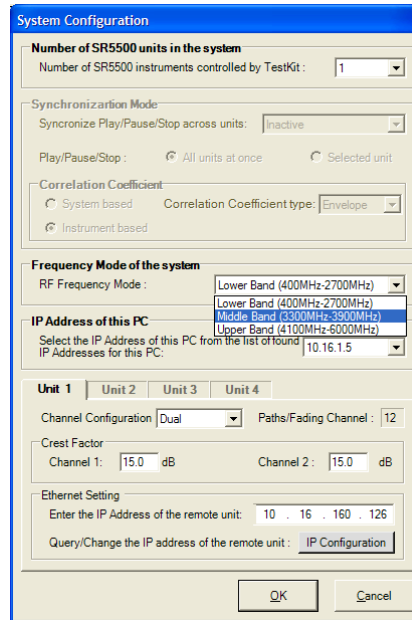 System Configuration
Number of SR5500 units in the system
Number of SR5500 instruments controlled by TestKit : 1
Synchronizartion Mode
Syncronize Play/Pause/Stop across units: Inactive
Play/Pause/Stop : All units at once Selected unit
Correlation Coefficient
System based Correlation Coefficient type: Envelope
Instrument based
Frequency Mode of the system
RF Frequency Mode : Lower Band (400MHz-2700MHz)
Lower Band (400MHz-2700MHz)
Middle Band (3300MHz-3900MHz)
Upper Band (4100MHz-6000MHz)
IP Address of this PC
Select the IP Address of this PC from the list of found
IP Addresses for this PC: 10.16.1.5
Unit 1 Unit 2 Unit 3 Unit 4
Channel Configuration Dual Paths/Fading Channel : 12
Crest Factor
Channel 1: 15.0 dB Channel 2 : 15.0 dB
Ethernet Setting
Enter the IP Address of the remote unit: 10 . 16 . 160 . 126
Query/Change the IP address of the remote unit : IP Configuration
OK Cancel